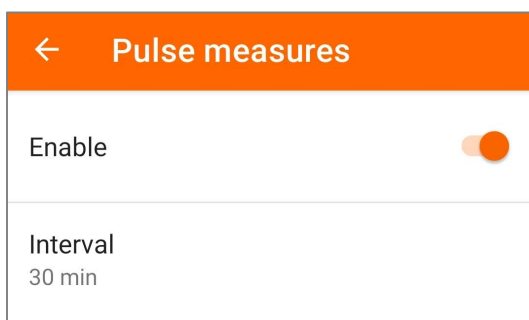 Pulse measures
Enable
Interval
30 min